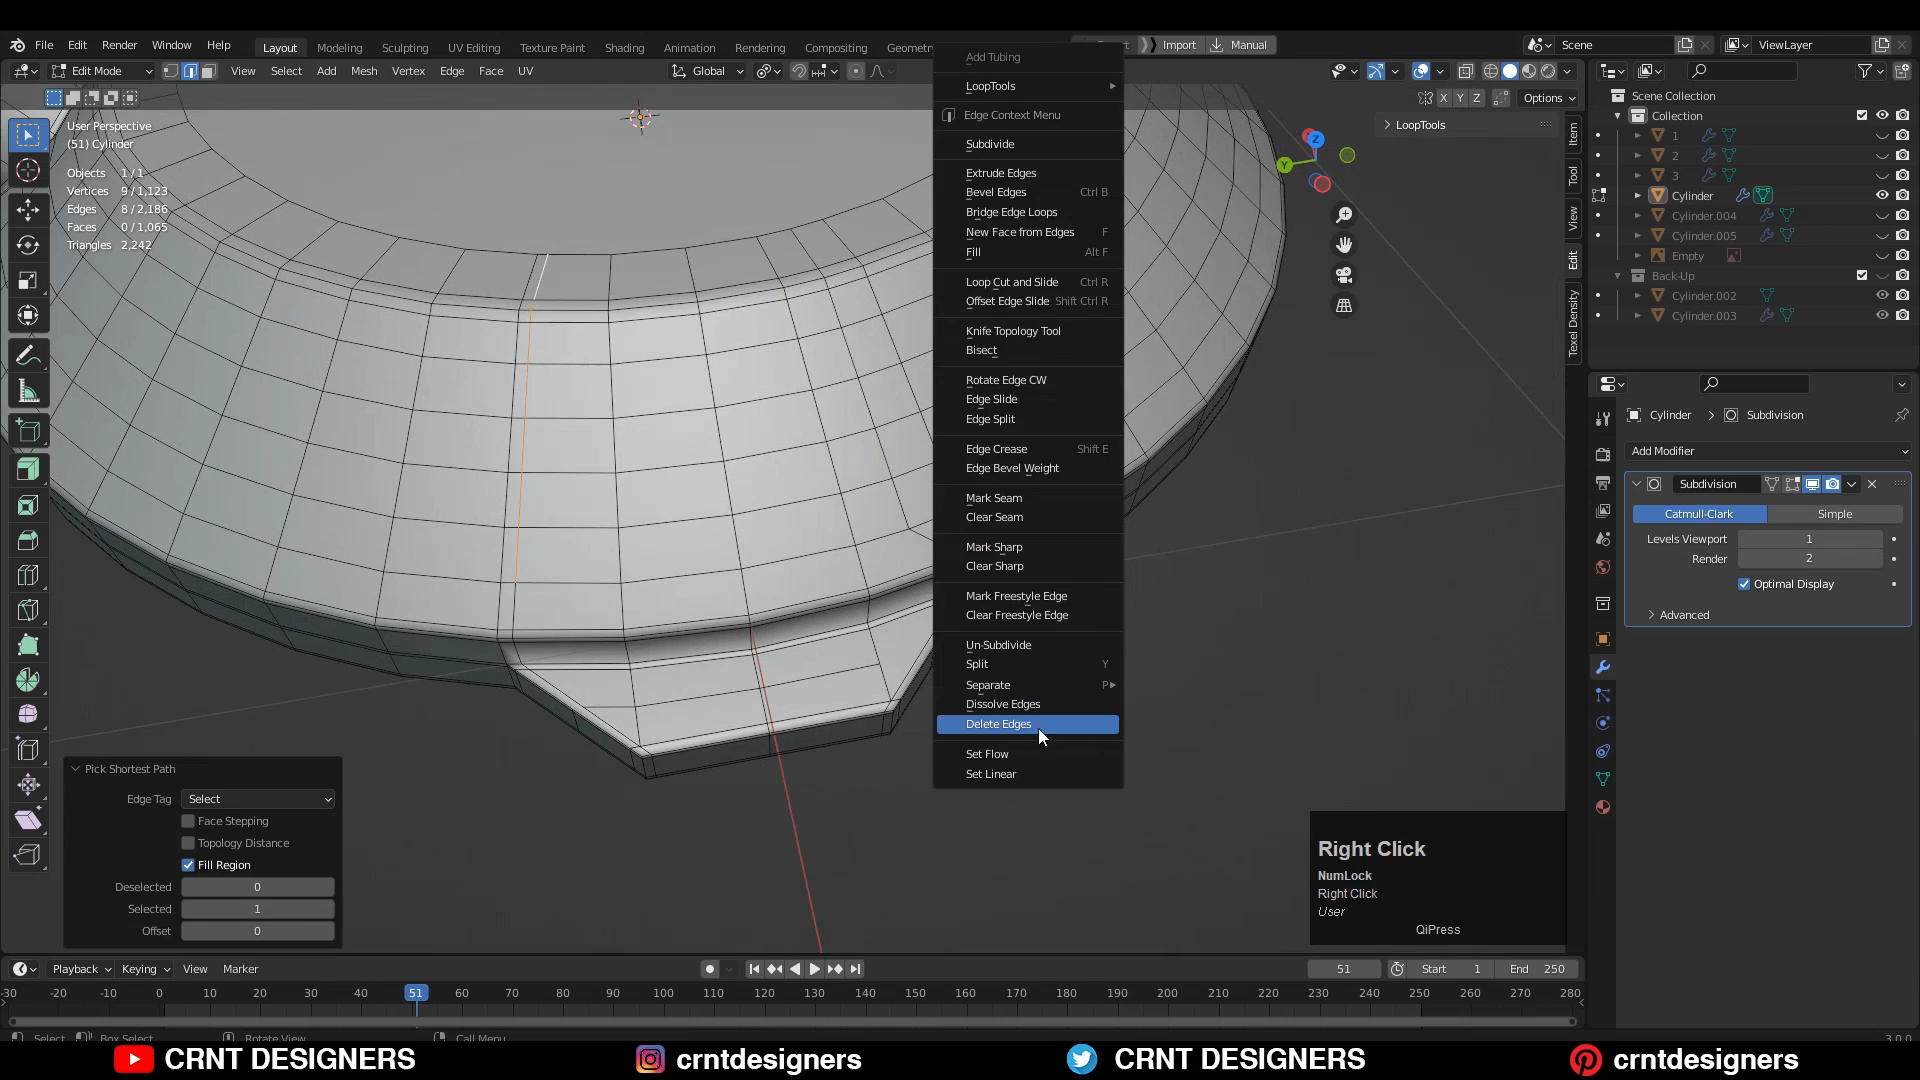 File Edit Render Window Help
Layout Modeling Sculpting UV Editing Texture Paint Shading Animation Rendering Compositing Geometr
Import Manual
Scene
ViewLayer
Edit Mode View Select Add Mesh Vertex Edge Face UV
Global
X Y Z Options
User Perspective
(51) Cylinder
Objects 1/1
Vertices 9/1,123
Edges 8/2,186
Faces 0/1,065
Triangles 2,242
Add Tubing
LoopTools
Edge Context Menu
Subdivide
Extrude Edges
Bevel Edges Ctrl B
Bridge Edge Loops
New Face from Edges F
Fill Alt F
Loop Cut and Slide Ctrl R
Offset Edge Slide Shift Ctrl R
Knife Topology Tool
Bisect
Rotate Edge CW
Edge Slide
Edge Split
Edge Crease Shift E
Edge Bevel Weight
Mark Seam
Clear Seam
Mark Sharp
Clear Sharp
Mark Freestyle Edge
Clear Freestyle Edge
Un-Subdivide
Split Y
Separate P
Dissolve Edges
Delete Edges
Set Flow
Set Linear
LoopTools
Z
Y
Item
Tool
View
Edit
Texel Density
Scene Collection
Collection
1
2
3
Cylinder
Cylinder.004
Cylinder.005
Empty
Back-Up
Cylinder.002
Cylinder.003
Cylinder > Subdivision
Add Modifier
Subdivision
Catmull-Clark Simple
Levels Viewport 1
Render 2
Optimal Display
Advanced
Pick Shortest Path
Edge Tag Select
Face Stepping
Topology Distance
Fill Region
Deselected 0
Selected 1
Offset 0
Right Click
NumLock
Right Click
User
QiPress
Playback Keying View Marker
51 Start 1 End 250
-30 -20 -10 0 10 20 30 40 51 60 70 80 90 100 110 120 130 140 150 160 170 180 190 200 210 220 230 240 250 260 270 280
Select Box Select Rotate View Call Menu
3.0.0
CRNT DESIGNERS crntdesigners CRNT DESIGNERS crntdesigners